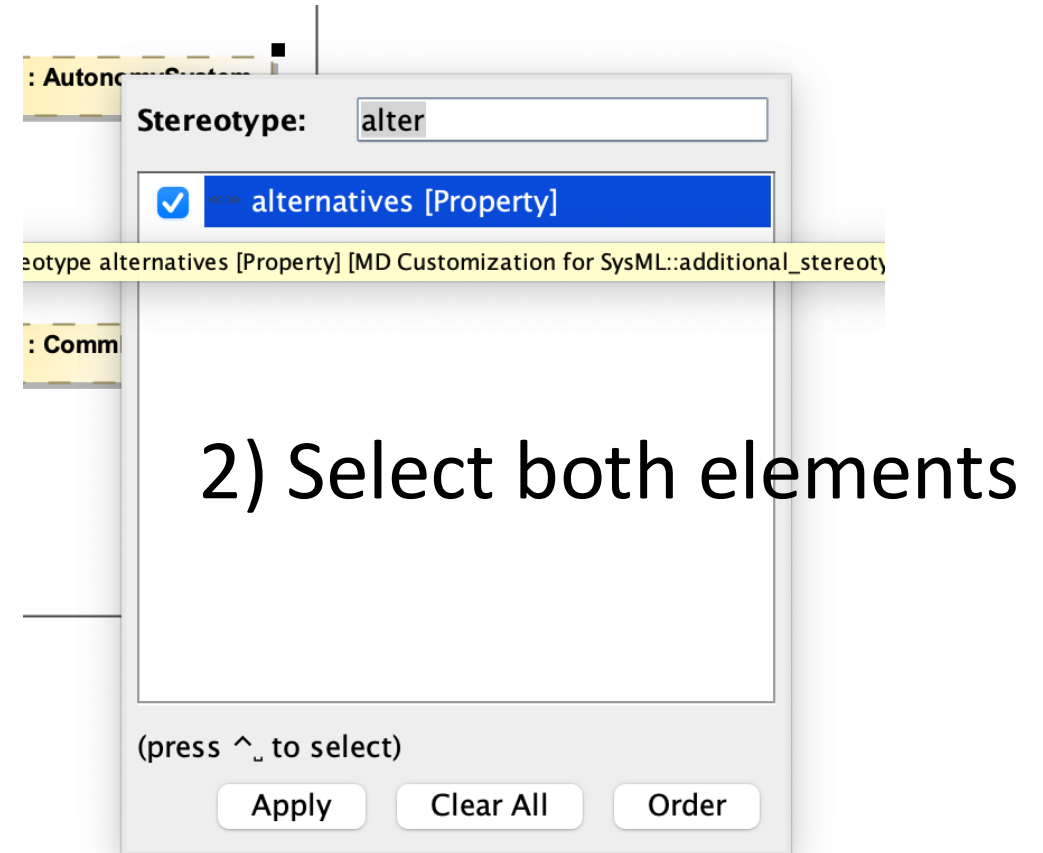 : Autono
Stereotype: alter
«» alternatives [Property]
eotype alternatives [Property] [MD Customization for SysML::additional_stereoty
: Comm
2) Select both elements
(press ^␣ to select)
Apply Clear All Order